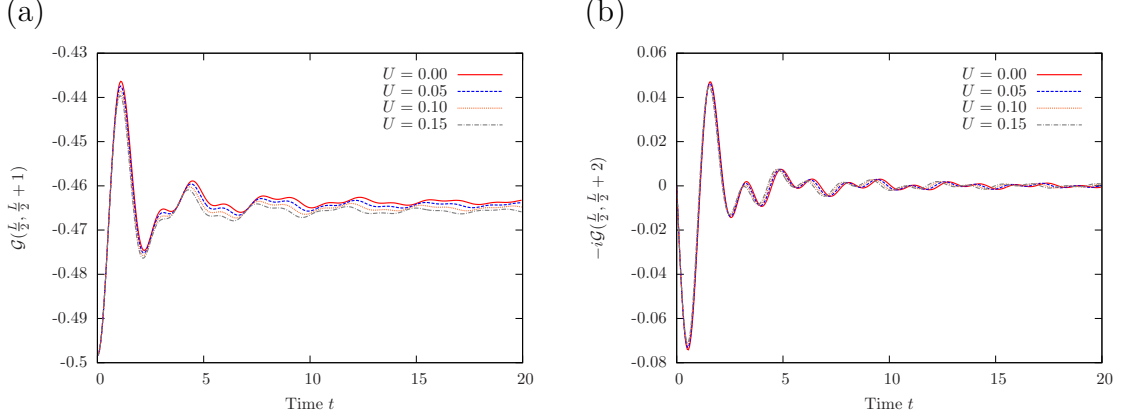 (a)
-0.43
-0.44
-0.45
-0.46
-0.47
-0.48
-0.49
-0.5
0 5 10 15 20
Time t
G(L/2, L/2 + 1)
U = 0.00
U = 0.05
U = 0.10
U = 0.15
(b)
0.06
0.04
0.02
0
-0.02
-0.04
-0.06
-0.08
0 5 10 15 20
Time t
−iG(L/2, L/2 + 2)
U = 0.00
U = 0.05
U = 0.10
U = 0.15